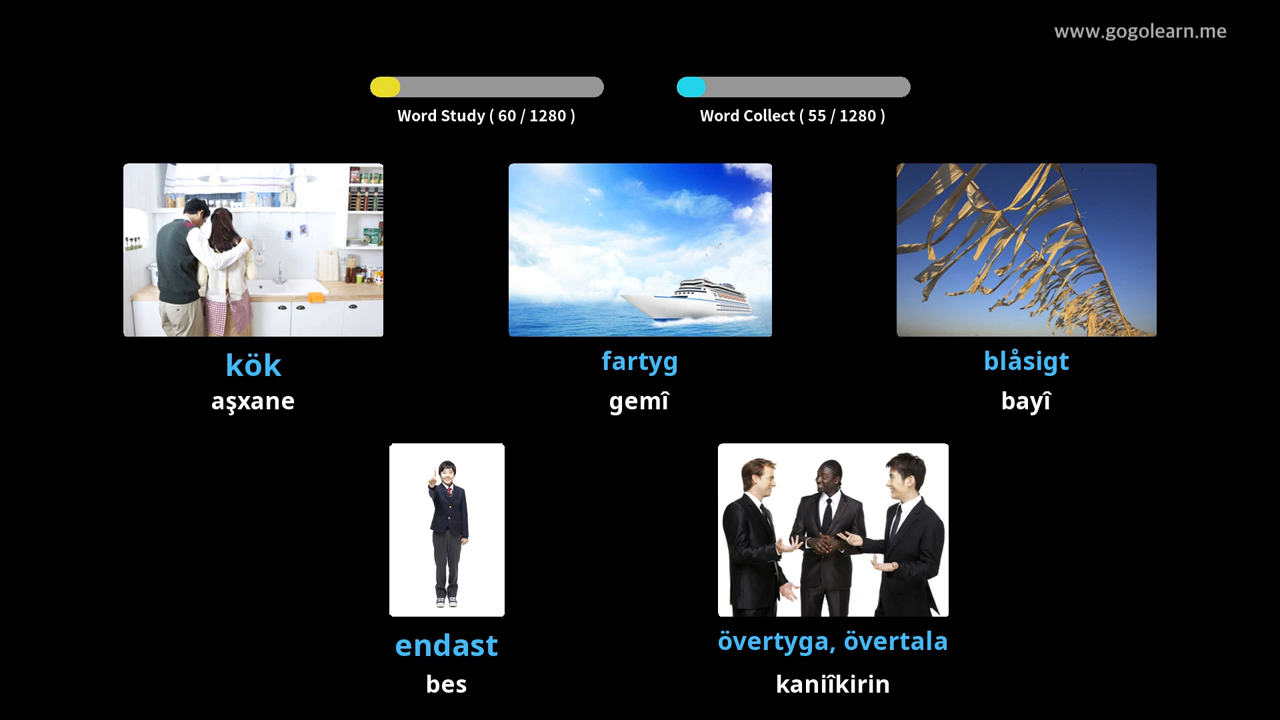 www.gogolearn.me
Word Study ( 60 / 1280 )
Word Collect ( 55 / 1280 )
kök
fartyg
blåsigt
aşxane
gemî
bayî
endast
övertyga, övertala
bes
kaniîkirin